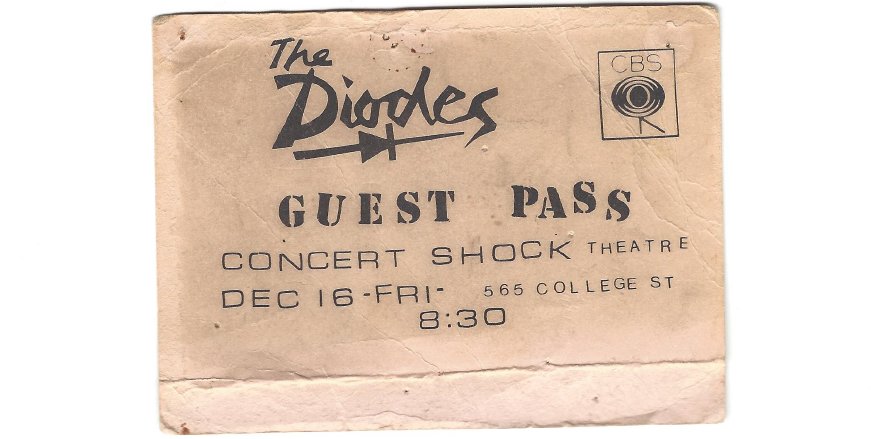 The
Diodes
CBS
GUEST PASS
CONCERT SHOCK THEATRE
DEC 16-FRI- 565 COLLEGE ST
8:30